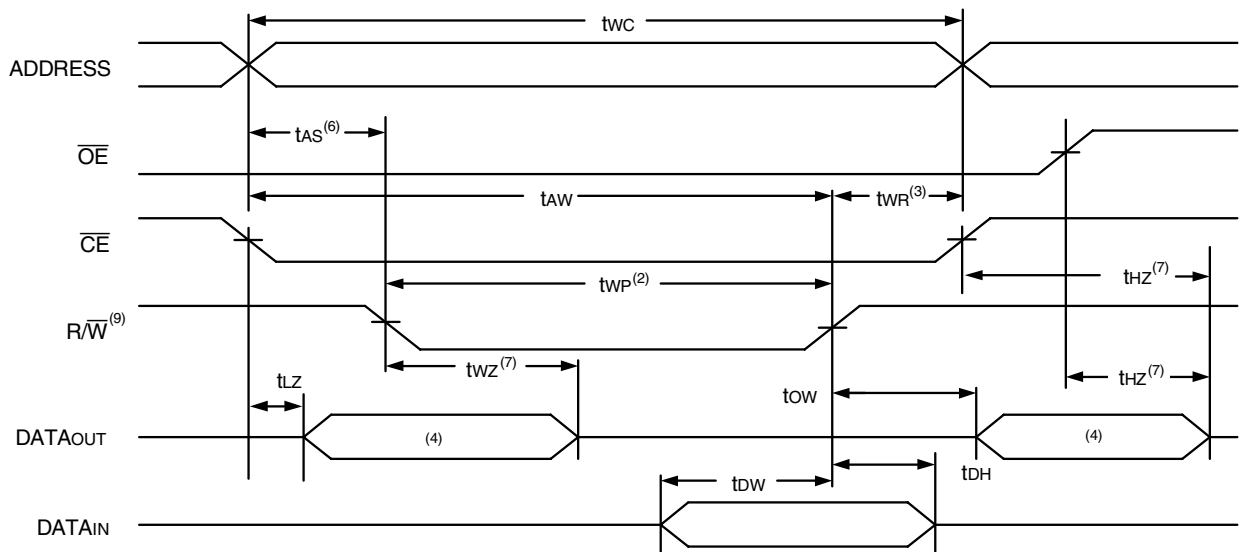 tWC
ADDRESS
tAS(6)
OE
tAW
tWR(3)
CE
tWP(2)
tHZ(7)
R/W(9)
tLZ
tWZ(7)
tOW
tHZ(7)
DATAOUT
(4)
(4)
tDW
tDH
DATAIN